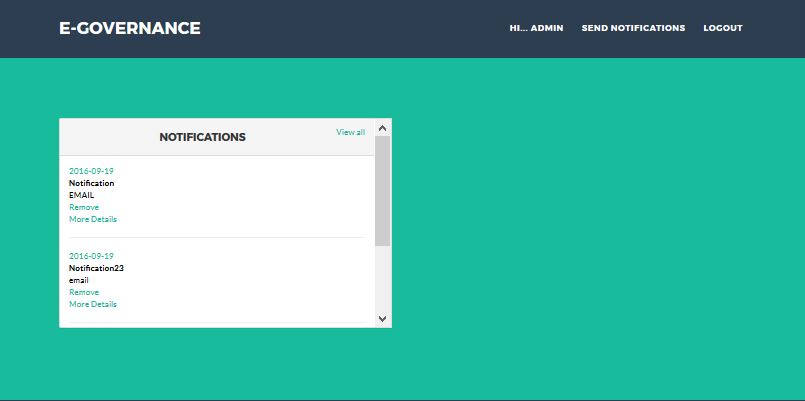 E-GOVERNANCE
HI... ADMIN SEND NOTIFICATIONS LOGOUT
NOTIFICATIONS
View all
2016-09-19
Notification
EMAIL
Remove
More Details
2016-09-19
Notification23
email
Remove
More Details